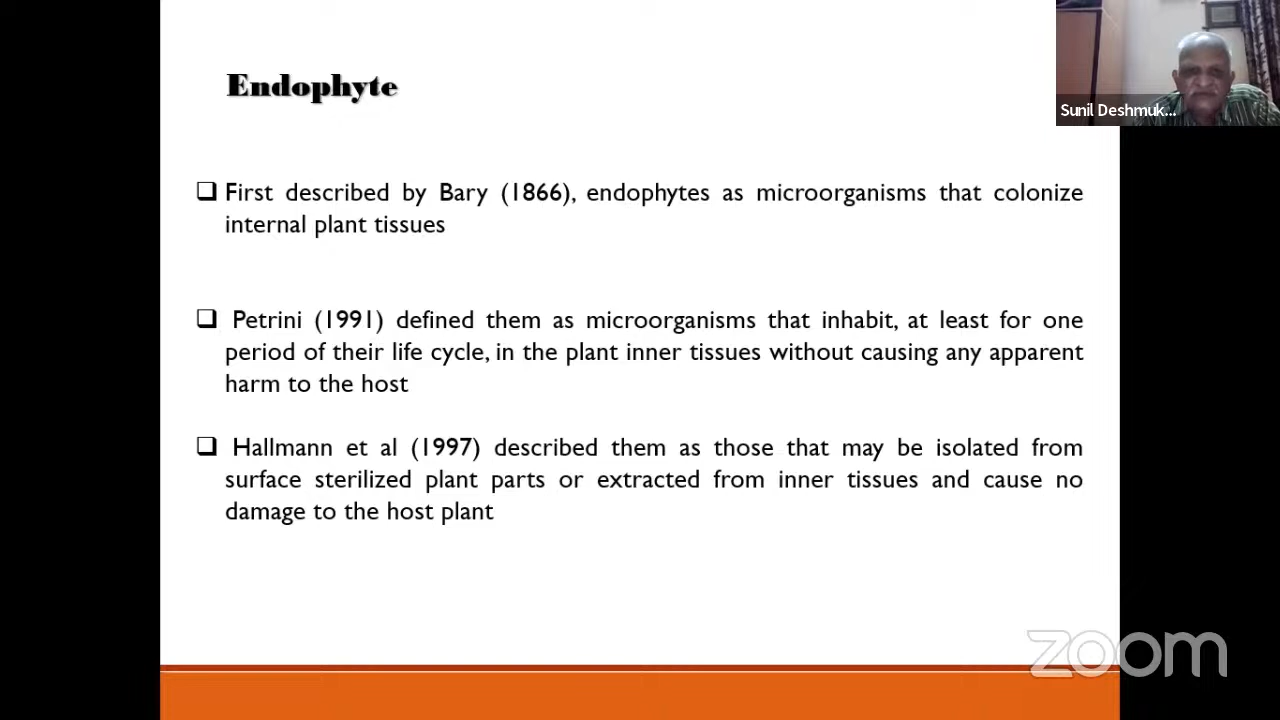 Endophyte
Sunil Deshmuk...
❑ First described by Bary (1866), endophytes as microorganisms that colonize
internal plant tissues
❑ Petrini (1991) defined them as microorganisms that inhabit, at least for one
period of their life cycle, in the plant inner tissues without causing any apparent
harm to the host
❑ Hallmann et al (1997) described them as those that may be isolated from
surface sterilized plant parts or extracted from inner tissues and cause no
damage to the host plant
zoom